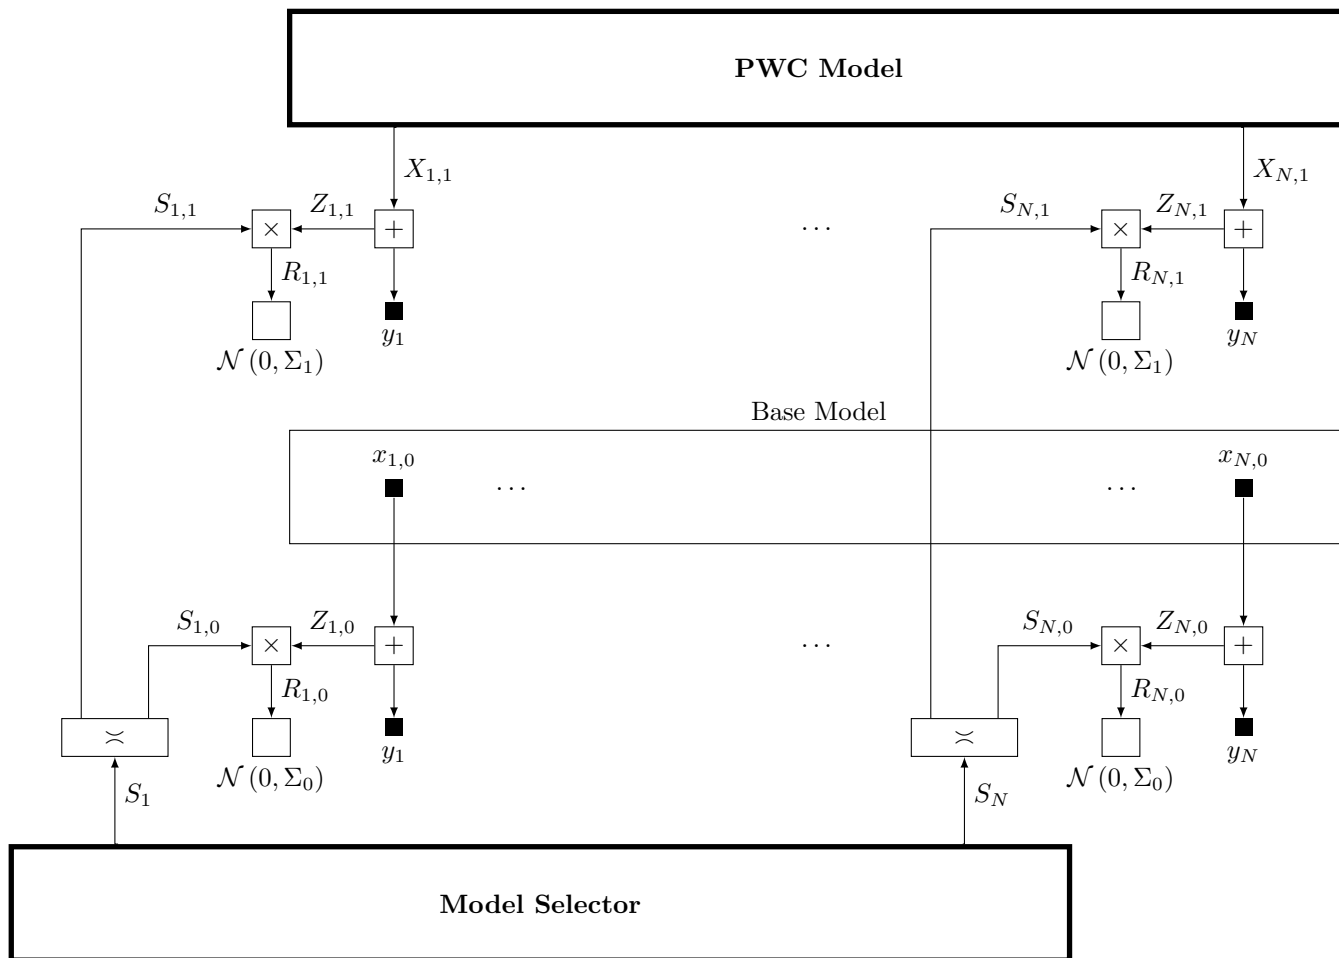 PWC Model
X_{1,1} X_{N,1}
S_{1,1} Z_{1,1} S_{N,1} Z_{N,1}
× + ... × +
R_{1,1} R_{N,1}
y_1 y_N
𝒩(0, Σ_1) 𝒩(0, Σ_1)
Base Model
x_{1,0} x_{N,0}
... ...
S_{1,0} Z_{1,0} S_{N,0} Z_{N,0}
× + ... × +
R_{1,0} R_{N,0}
≍ ≍
y_1 y_N
𝒩(0, Σ_0) 𝒩(0, Σ_0)
S_1 S_N
Model Selector